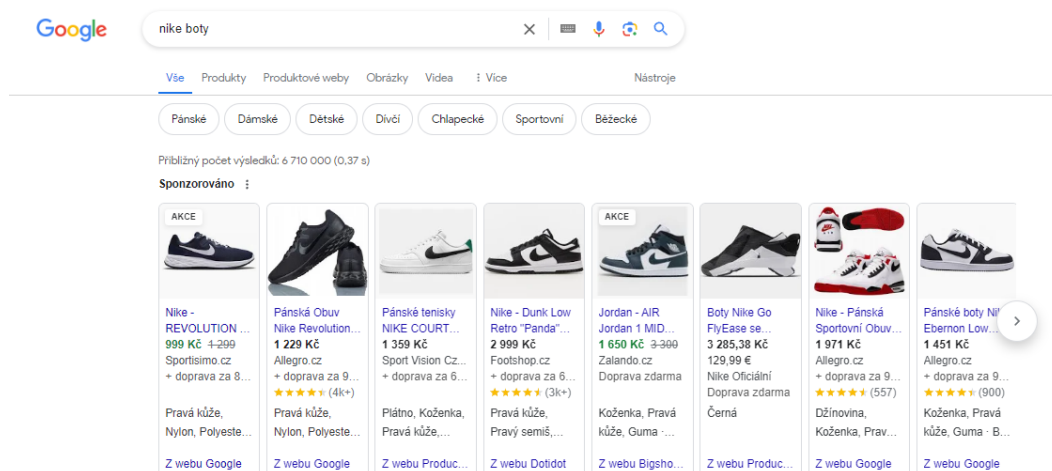 Google
nike boty
Vše Produkty Produktové weby Obrázky Videa Více Nástroje
Pánské Dámské Dětské Dívčí Chlapecké Sportovní Běžecké
Přibližný počet výsledků: 6 710 000 (0,37 s)
Sponzorováno
AKCE
Nike -
REVOLUTION ...
999 Kč 1 299
Sportisimo.cz
+ doprava za 8...
Pravá kůže,
Nylon, Polyeste...
Z webu Google
Pánská Obuv
Nike Revolution...
1 229 Kč
Allegro.cz
+ doprava za 9...
(4k+)
Pravá kůže,
Nylon, Polyeste...
Z webu Google
Pánské tenisky
NIKE COURT...
1 359 Kč
Sport Vision Cz...
+ doprava za 6...
Plátno, Koženka,
Pravá kůže,...
Z webu Produc...
Nike - Dunk Low
Retro "Panda"...
2 999 Kč
Footshop.cz
+ doprava za 6...
(3k+)
Pravá kůže,
Pravý semiš,...
Z webu Dotidot
AKCE
Jordan - AIR
Jordan 1 MID...
1 650 Kč 3 300
Zalando.cz
Doprava zdarma
Koženka, Pravá
kůže, Guma · ...
Z webu Bigsho...
Boty Nike Go
FlyEase se...
3 285,38 Kč
129,99 €
Nike Oficiální
Doprava zdarma
Černá
Z webu Produc...
Nike - Pánská
Sportovní Obuv...
1 971 Kč
Allegro.cz
+ doprava za 9...
(557)
Džínovina,
Koženka, Prav...
Z webu Google
Pánské boty
Ebernon Low...
1 451 Kč
Allegro.cz
+ doprava za 9...
(900)
Koženka, Pravá
kůže, Guma · B...
Z webu Google